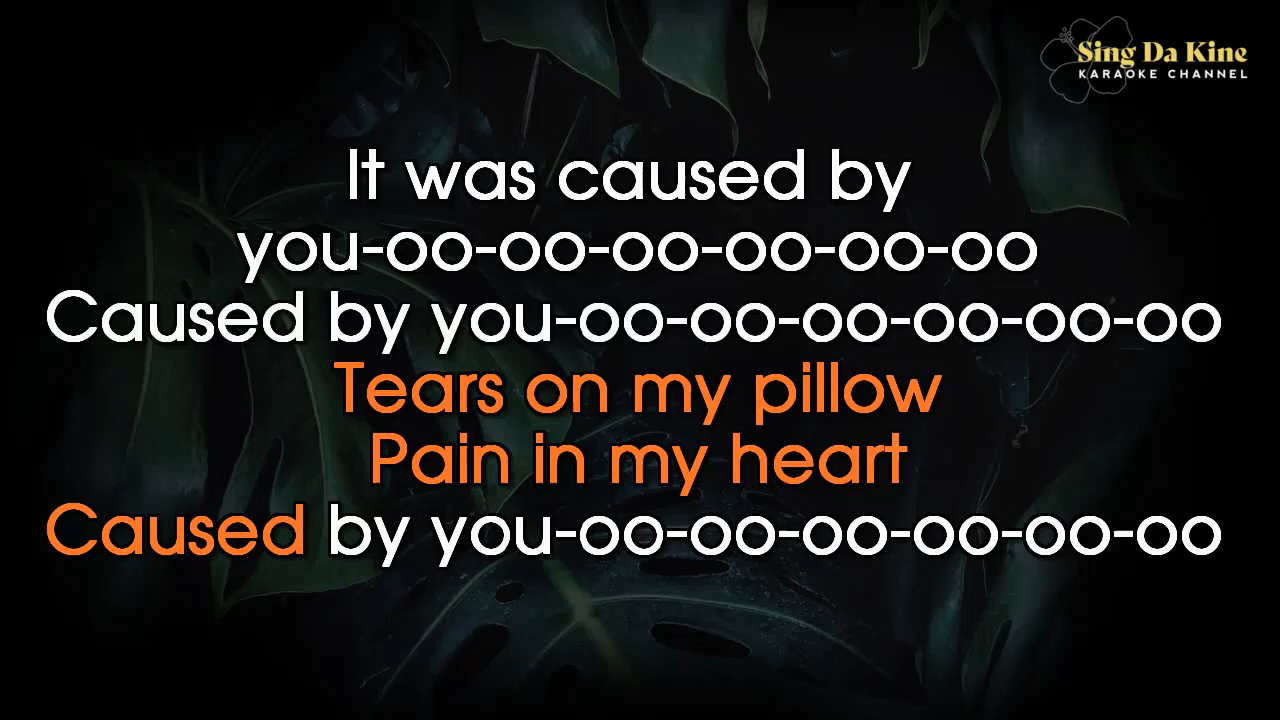 Sing Da Kine
KARAOKE CHANNEL
It was caused by
you-oo-oo-oo-oo-oo-oo
Caused by you-oo-oo-oo-oo-oo-oo
Tears on my pillow
Pain in my heart
Caused by you-oo-oo-oo-oo-oo-oo